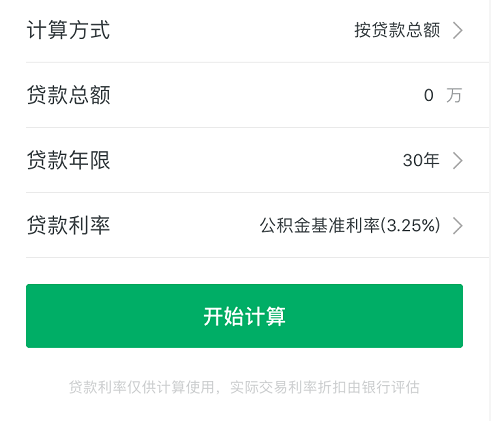 计算方式 按贷款总额
贷款总额 0 万
贷款年限 30年
贷款利率 公积金基准利率(3.25%)
开始计算
贷款利率仅供计算使用，实际交易利率折扣由银行评估